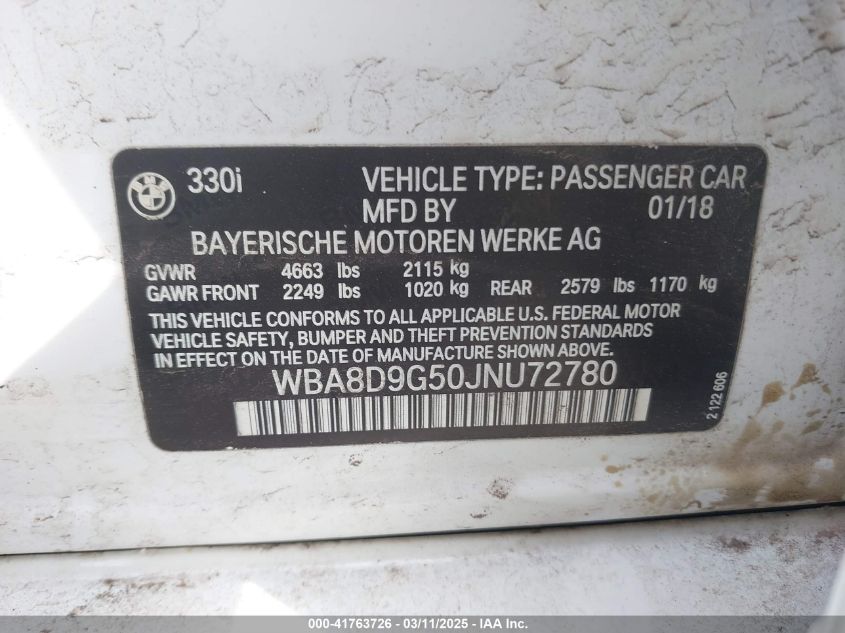 BMW
330i VEHICLE TYPE: PASSENGER CAR
MFD BY 01/18
BAYERISCHE MOTOREN WERKE AG
GVWR 4663 lbs 2115 kg
GAWR FRONT 2249 lbs 1020 kg REAR 2579 lbs 1170 kg
THIS VEHICLE CONFORMS TO ALL APPLICABLE U.S. FEDERAL MOTOR
VEHICLE SAFETY, BUMPER AND THEFT PREVENTION STANDARDS
IN EFFECT ON THE DATE OF MANUFACTURE SHOWN ABOVE.
WBA8D9G50JNU72780
2 122 606
000-41763726 - 03/11/2025 - IAA Inc.